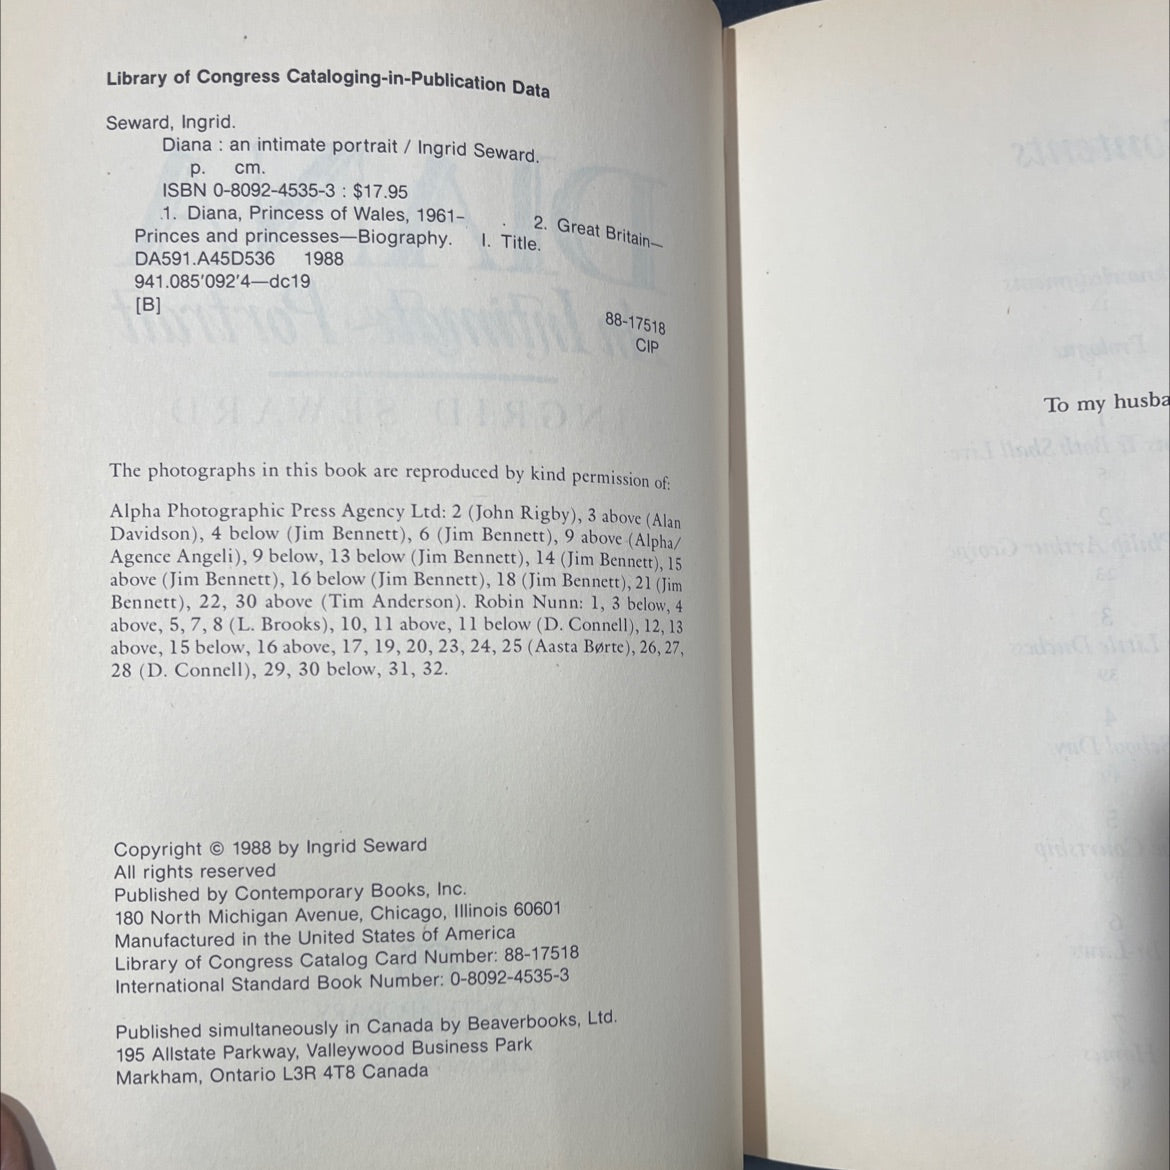 Library of Congress Cataloging-in-Publication Data
Seward, Ingrid.
Diana : an intimate portrait / Ingrid Seward.
p. cm.
ISBN 0-8092-4535-3 : $17.95
1. Diana, Princess of Wales, 1961– . 2. Great Britain—
Princes and princesses—Biography. I. Title.
DA591.A45D536 1988
941.085'092'4—dc19
[B]
88-17518
CIP
The photographs in this book are reproduced by kind permission of:
Alpha Photographic Press Agency Ltd: 2 (John Rigby), 3 above (Alan
Davidson), 4 below (Jim Bennett), 6 (Jim Bennett), 9 above (Alpha/
Agence Angeli), 9 below, 13 below (Jim Bennett), 14 (Jim Bennett), 15
above (Jim Bennett), 16 below (Jim Bennett), 18 (Jim Bennett), 21 (Jim
Bennett), 22, 30 above (Tim Anderson). Robin Nunn: 1, 3 below, 4
above, 5, 7, 8 (L. Brooks), 10, 11 above, 11 below (D. Connell), 12, 13
above, 15 below, 16 above, 17, 19, 20, 23, 24, 25 (Aasta Børte), 26, 27,
28 (D. Connell), 29, 30 below, 31, 32.
Copyright © 1988 by Ingrid Seward
All rights reserved
Published by Contemporary Books, Inc.
180 North Michigan Avenue, Chicago, Illinois 60601
Manufactured in the United States of America
Library of Congress Catalog Card Number: 88-17518
International Standard Book Number: 0-8092-4535-3
Published simultaneously in Canada by Beaverbooks, Ltd.
195 Allstate Parkway, Valleywood Business Park
Markham, Ontario L3R 4T8 Canada
To my husba